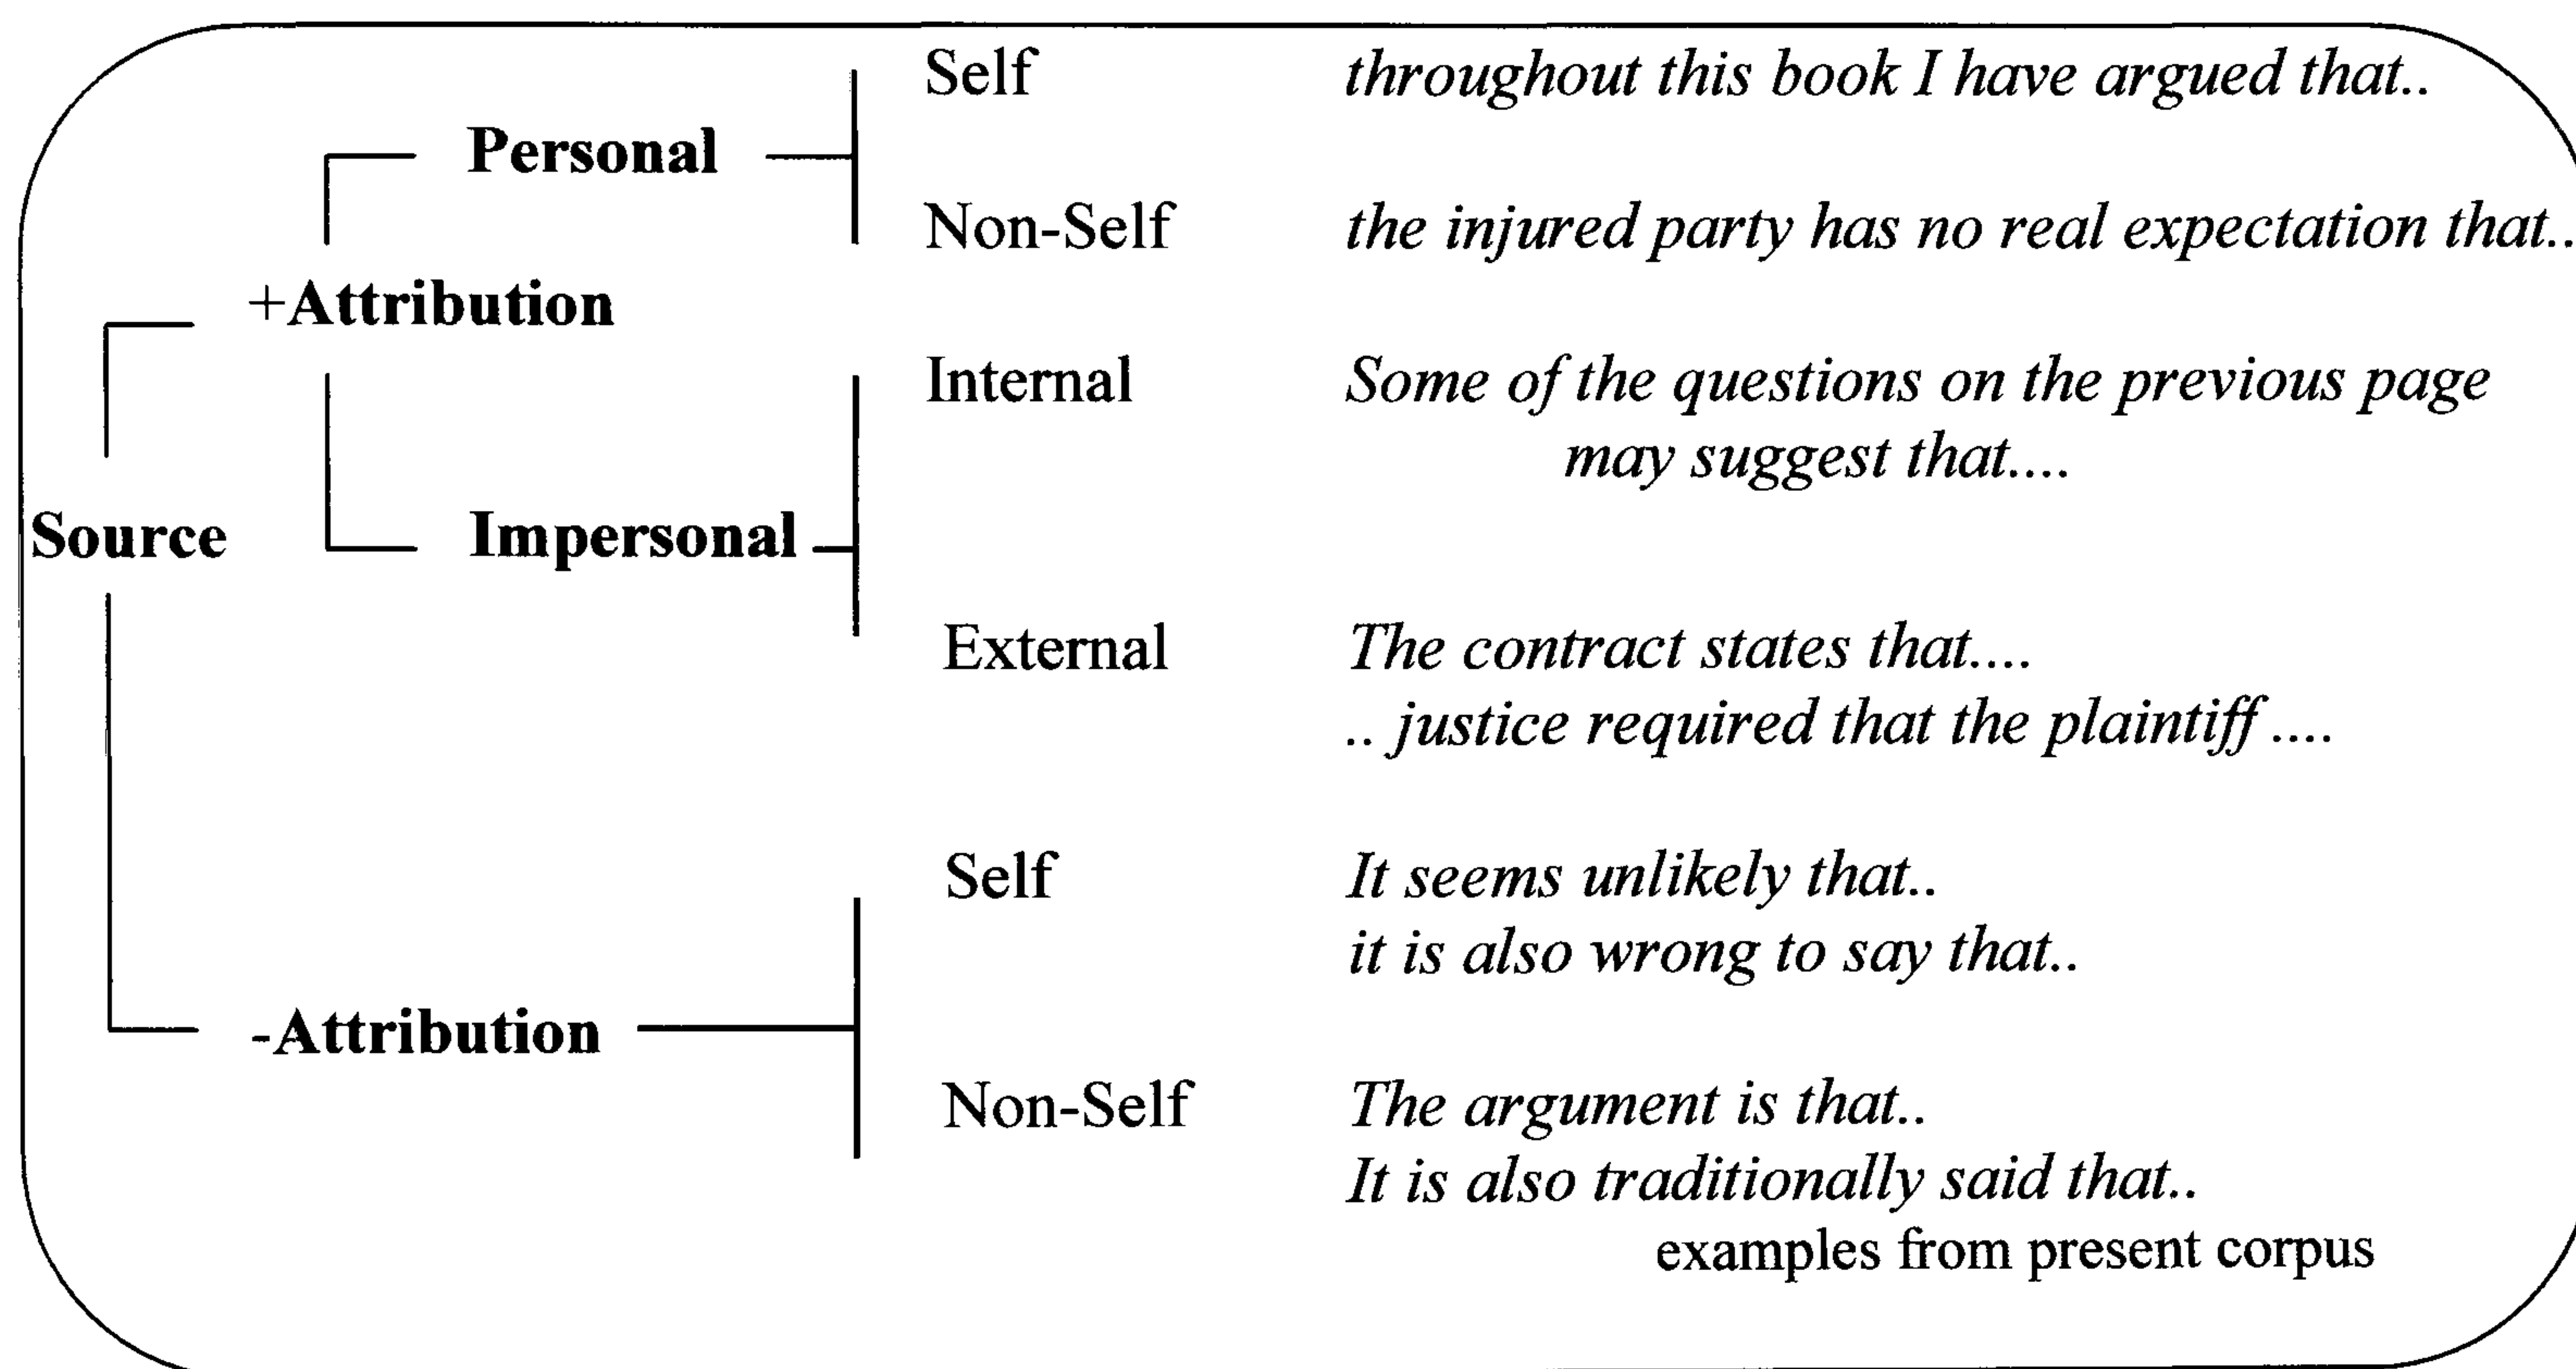 Self throughout this book I have argued that..
Personal
Non-Self the injured party has no real expectation that..
+Attribution
Internal Some of the questions on the previous page
may suggest that....
Source Impersonal
External The contract states that....
.. justice required that the plaintiff ....
Self It seems unlikely that..
it is also wrong to say that..
-Attribution
Non-Self The argument is that..
It is also traditionally said that..
examples from present corpus